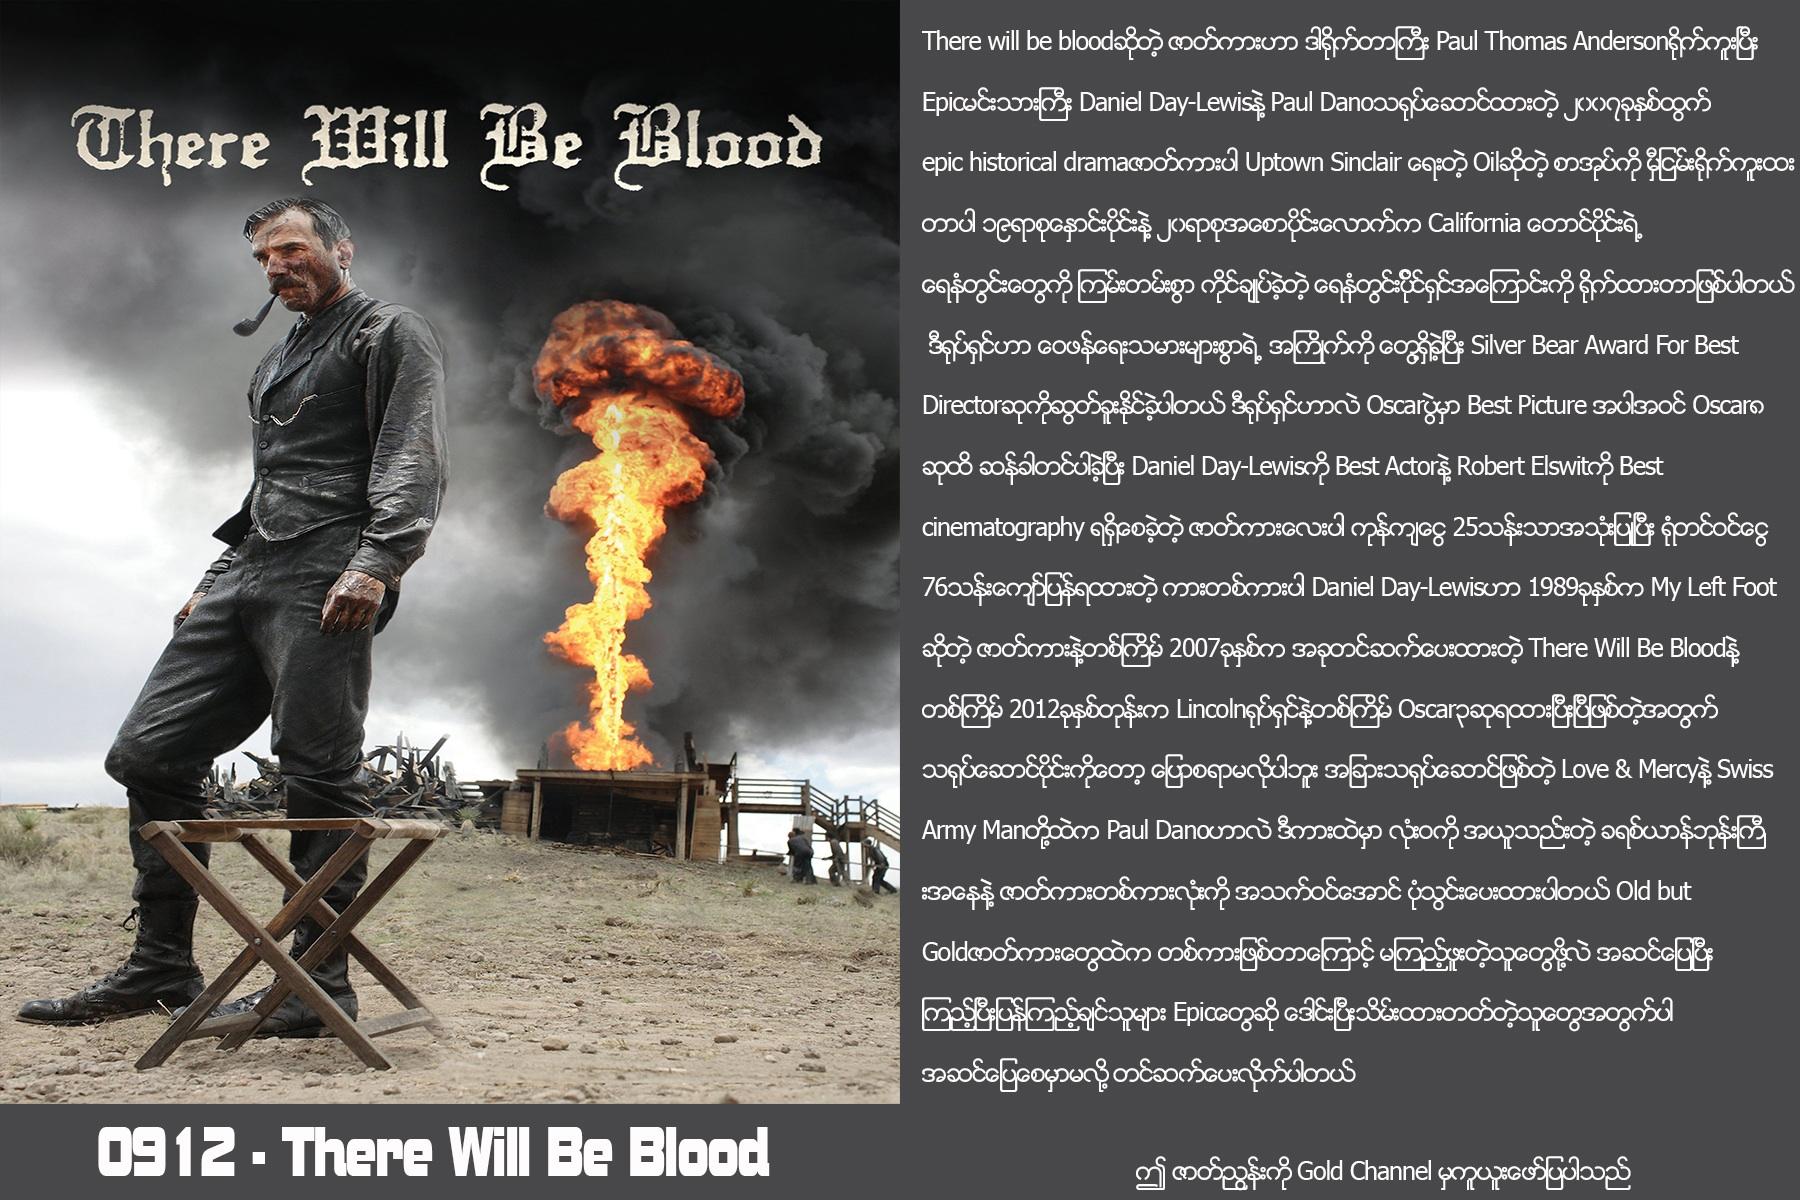 There Will Be Blood
There will be bloodဆိုတဲ့ ဇာတ်ကားဟာ ဒါရိုက်တာကြီး Paul Thomas Andersonရိုက်ကူးပြီး
Epicမင်းသားကြီး Daniel Day-Lewisနဲ့ Paul Danoသရုပ်ဆောင်ထားတဲ့ ၂၀၀၇ခုနှစ်ထွက်
epic historical dramaဇာတ်ကားပါ Uptown Sinclair ရေးတဲ့ Oilဆိုတဲ့ စာအုပ်ကို မှီငြမ်းရိုက်ကူးထား
တာပါ ၁၉ရာစုနှောင်းပိုင်းနဲ့ ၂၀ရာစုအစောပိုင်းလောက်က California တောင်ပိုင်းရဲ့
ရေနံတွင်းတွေကို ကြမ်းတမ်းစွာ ကိုင်ချုပ်ခဲ့တဲ့ ရေနံတွင်းပိုင်ရှင်အကြောင်းကို ရိုက်ထားတာဖြစ်ပါတယ်
ဒီရုပ်ရှင်ဟာ ဝေဖန်ရေးသမားများစွာရဲ့ အကြိုက်ကို တွေ့ရှိခဲ့ပြီး Silver Bear Award For Best
Directorဆုကိုဆွတ်ခူးနိုင်ခဲ့ပါတယ် ဒီရုပ်ရှင်ဟာလဲ Oscarပွဲမှာ Best Picture အပါအဝင် Oscar၈
ဆုထိ ဆန်ခါတင်ပါခဲ့ပြီး Daniel Day-Lewisကို Best Actorနဲ့ Robert Elswitကို Best
cinematography ရရှိစေခဲ့တဲ့ ဇာတ်ကားလေးပါ ကုန်ကျငွေ 25သန်းသာအသုံးပြုပြီး ရုံတင်ဝင်ငွေ
76သန်းကျော်ပြန်ရထားတဲ့ ကားတစ်ကားပါ Daniel Day-Lewisဟာ 1989ခုနှစ်က My Left Foot
ဆိုတဲ့ ဇာတ်ကားနဲ့တစ်ကြိမ် 2007ခုနှစ်က အခုတင်ဆက်ပေးထားတဲ့ There Will Be Bloodနဲ့
တစ်ကြိမ် 2012ခုနှစ်တုန်းက Lincolnရုပ်ရှင်နဲ့တစ်ကြိမ် Oscar၃ဆုရထားပြီးပြီဖြစ်တဲ့အတွက်
သရုပ်ဆောင်ပိုင်းကိုတော့ ပြောစရာမလိုပါဘူး အခြားသရုပ်ဆောင်ဖြစ်တဲ့ Love & Mercyနဲ့ Swiss
Army Manတို့ထဲက Paul Danoဟာလဲ ဒီကားထဲမှာ လုံးဝကို အယူသည်းတဲ့ ခရစ်ယာန်ဘုန်းကြီ
းအနေနဲ့ ဇာတ်ကားတစ်ကားလုံးကို အသက်ဝင်အောင် ပုံသွင်းပေးထားပါတယ် Old but
Goldဇာတ်ကားတွေထဲက တစ်ကားဖြစ်တာကြောင့် မကြည့်ဖူးတဲ့သူတွေဖို့လဲ အဆင်ပြေပြီး
ကြည့်ပြီးပြန်ကြည့်ချင်သူများ Epicတွေဆို ဒေါင်းပြီးသိမ်းထားတတ်တဲ့သူတွေအတွက်ပါ
အဆင်ပြေစေမှာမလို့ တင်ဆက်ပေးလိုက်ပါတယ်
0912 - There Will Be Blood
ဤ ဇာတ်ညွှန်းကို Gold Channel မှကူယူးဖော်ပြပါသည်